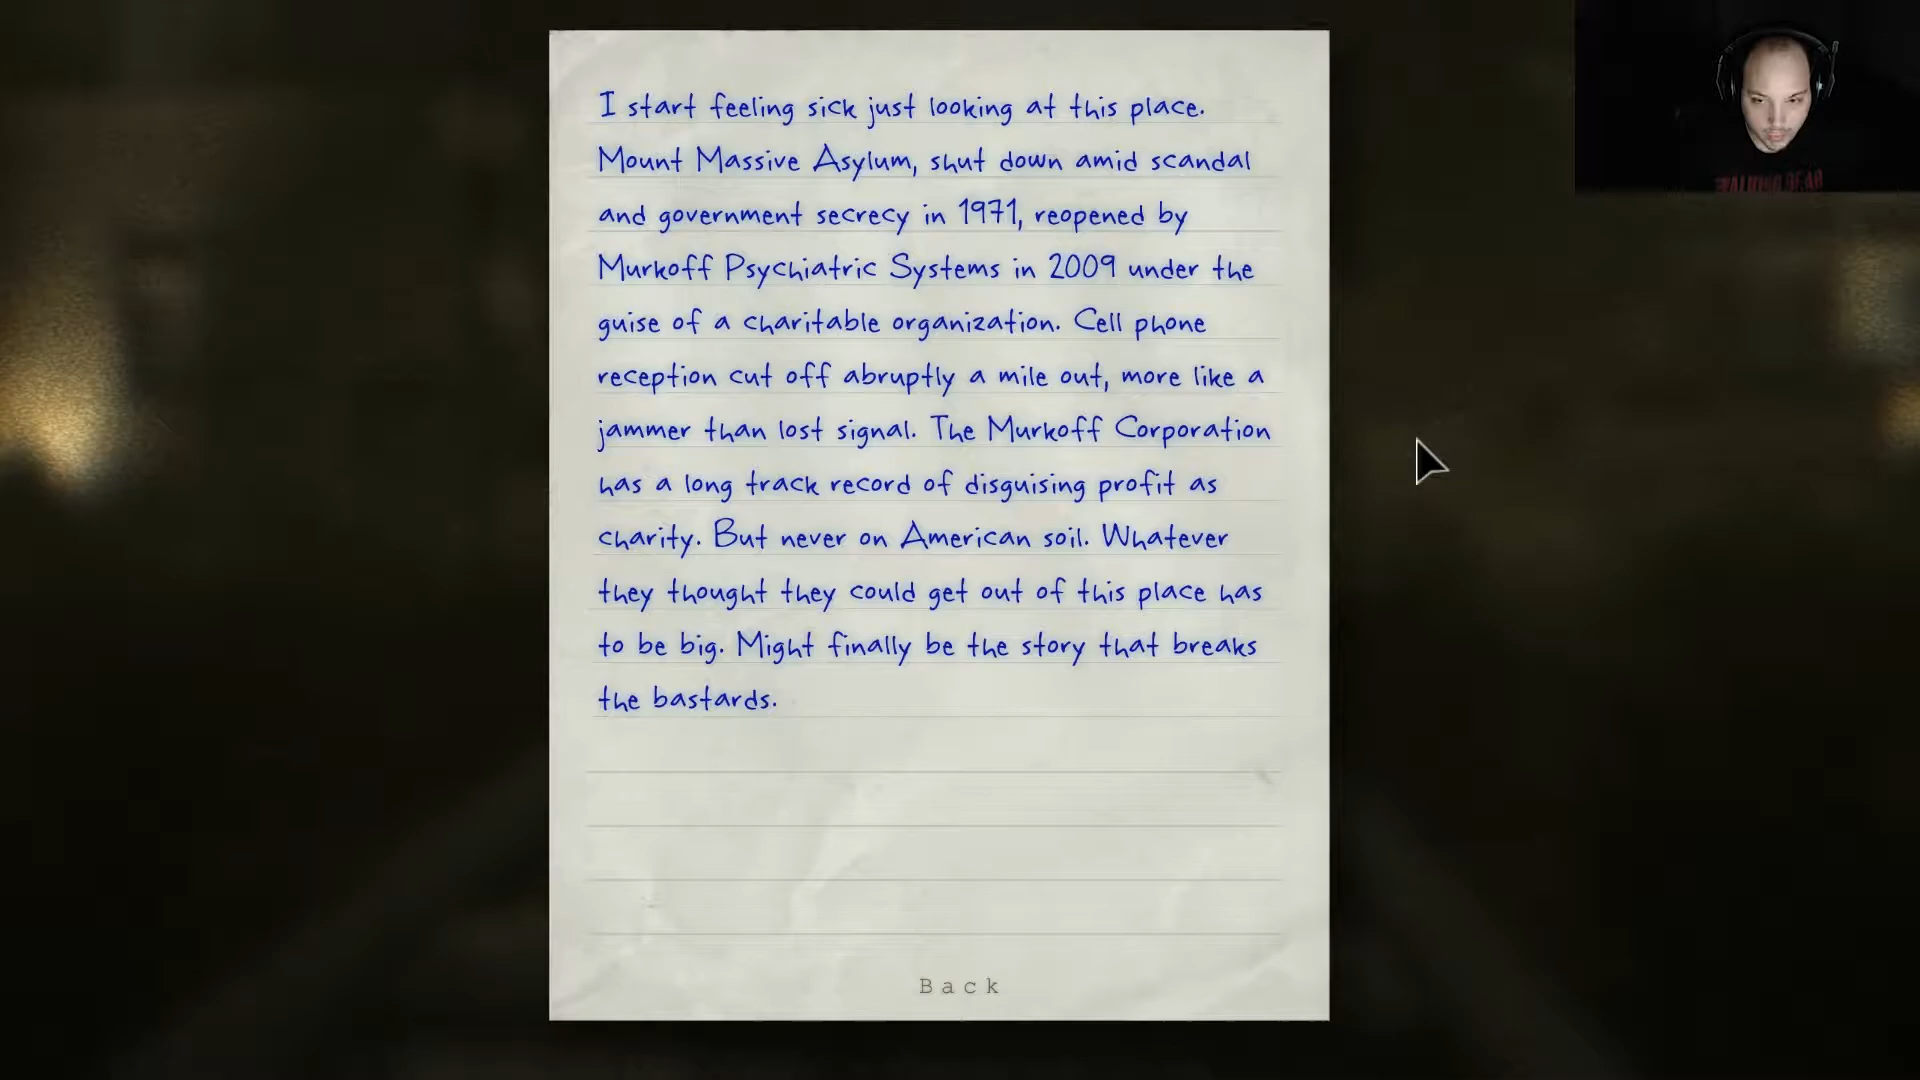 I start feeling sick just looking at this place.
Mount Massive Asylum, shut down amid scandal
and government secrecy in 1971, reopened by
Murkoff Psychiatric Systems in 2009 under the
guise of a charitable organization. Cell phone
reception cut off abruptly a mile out, more like a
jammer than lost signal. The Murkoff Corporation
has a long track record of disguising profit as
charity. But never on American soil. Whatever
they thought they could get out of this place has
to be big. Might finally be the story that breaks
the bastards.
Back
WALKING DEAD